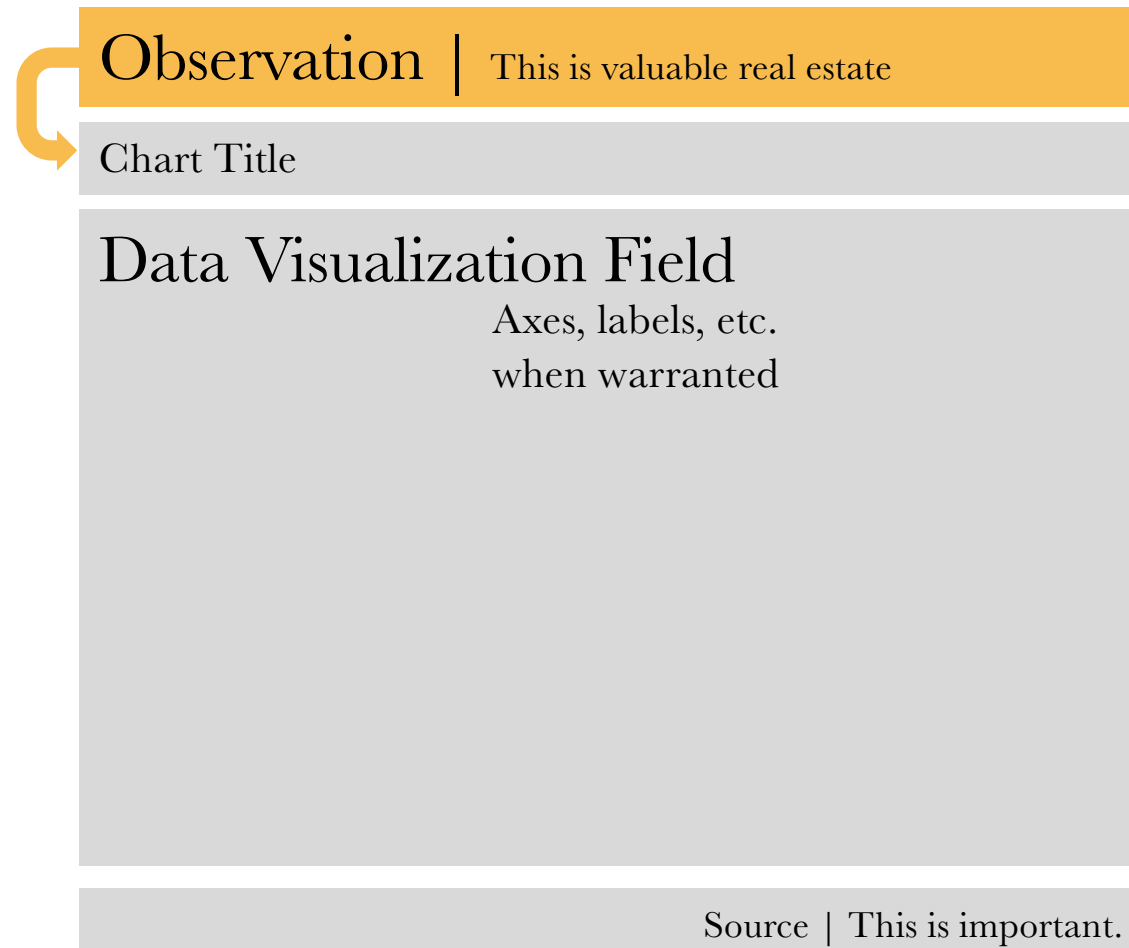 Observation | This is valuable real estate
Chart Title
Data Visualization Field
Axes, labels, etc.
when warranted
Source | This is important.